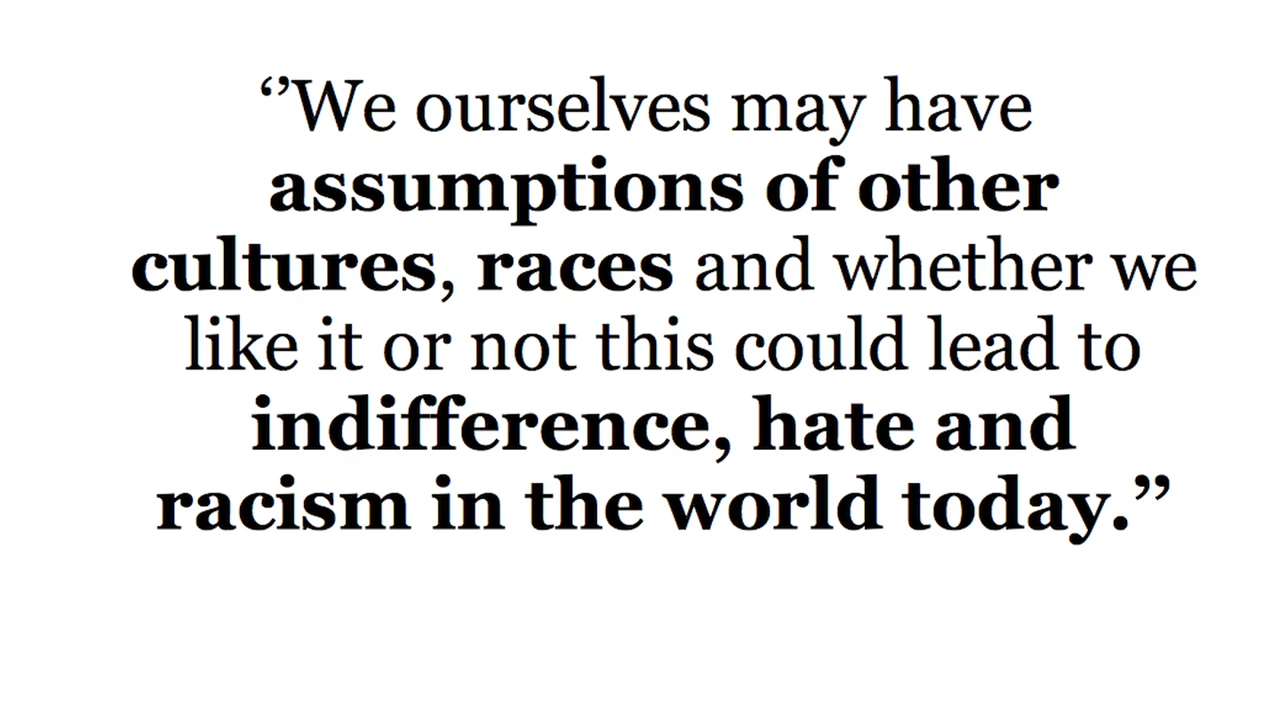 ‘’We ourselves may have
assumptions of other
cultures, races and whether we
like it or not this could lead to
indifference, hate and
racism in the world today.’’